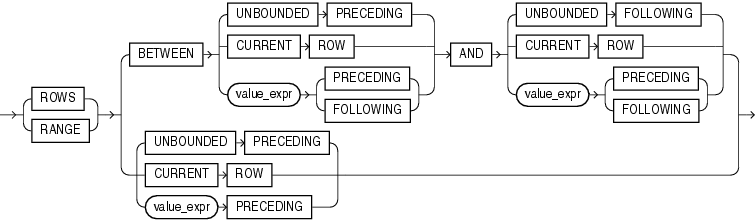 UNBOUNDED PRECEDING UNBOUNDED FOLLOWING
BETWEEN CURRENT ROW AND CURRENT ROW
PRECEDING PRECEDING
value_expr value_expr
ROWS FOLLOWING FOLLOWING
RANGE
UNBOUNDED PRECEDING
CURRENT ROW
value_expr PRECEDING